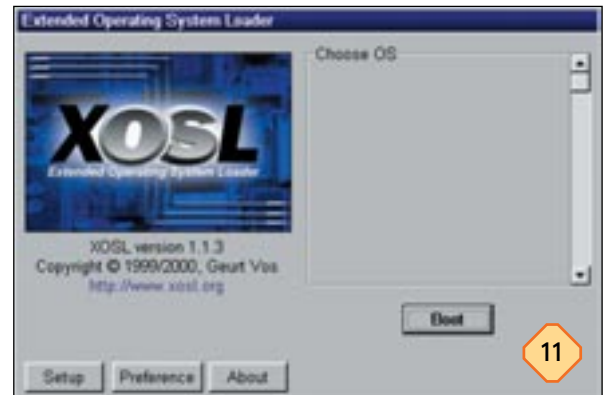 Extended Operating System Loader
Choose OS
XOSL
Extended Operating System Loader
XOSL version 1.1.3
Copyright © 1999/2000, Geurt Vos
http://www.xosl.org
Boot
11
Setup
Preference
About